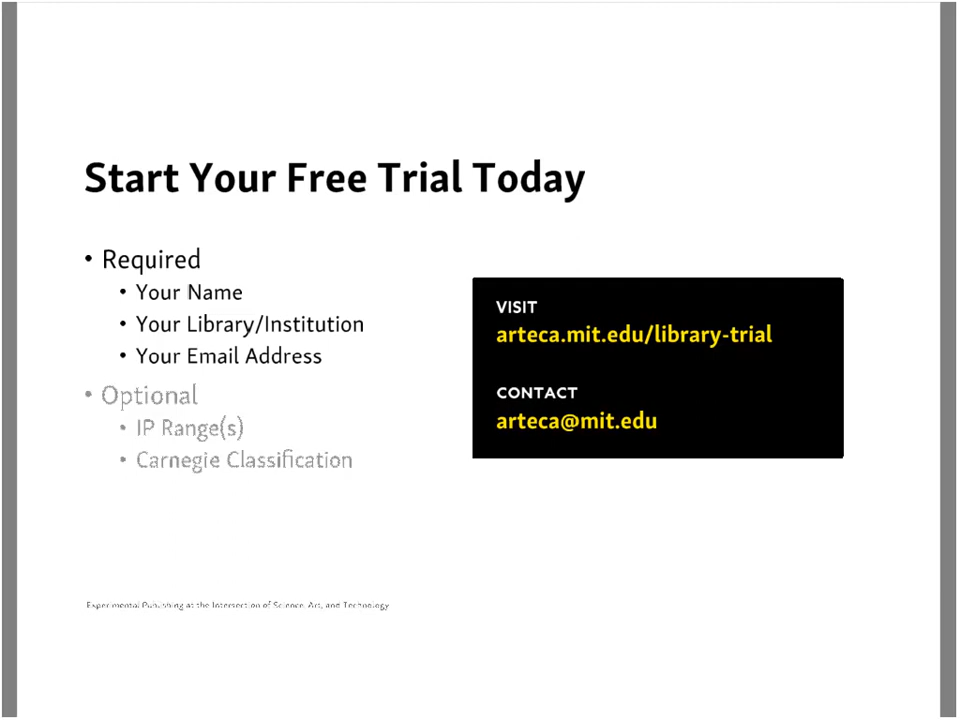 Start Your Free Trial Today
• Required
• Your Name
• Your Library/Institution
• Your Email Address
• Optional
• IP Range(s)
• Carnegie Classification
VISIT
arteca.mit.edu/library-trial
CONTACT
arteca@mit.edu
Experimental Publishing at the Intersection of Science, Art, and Technology